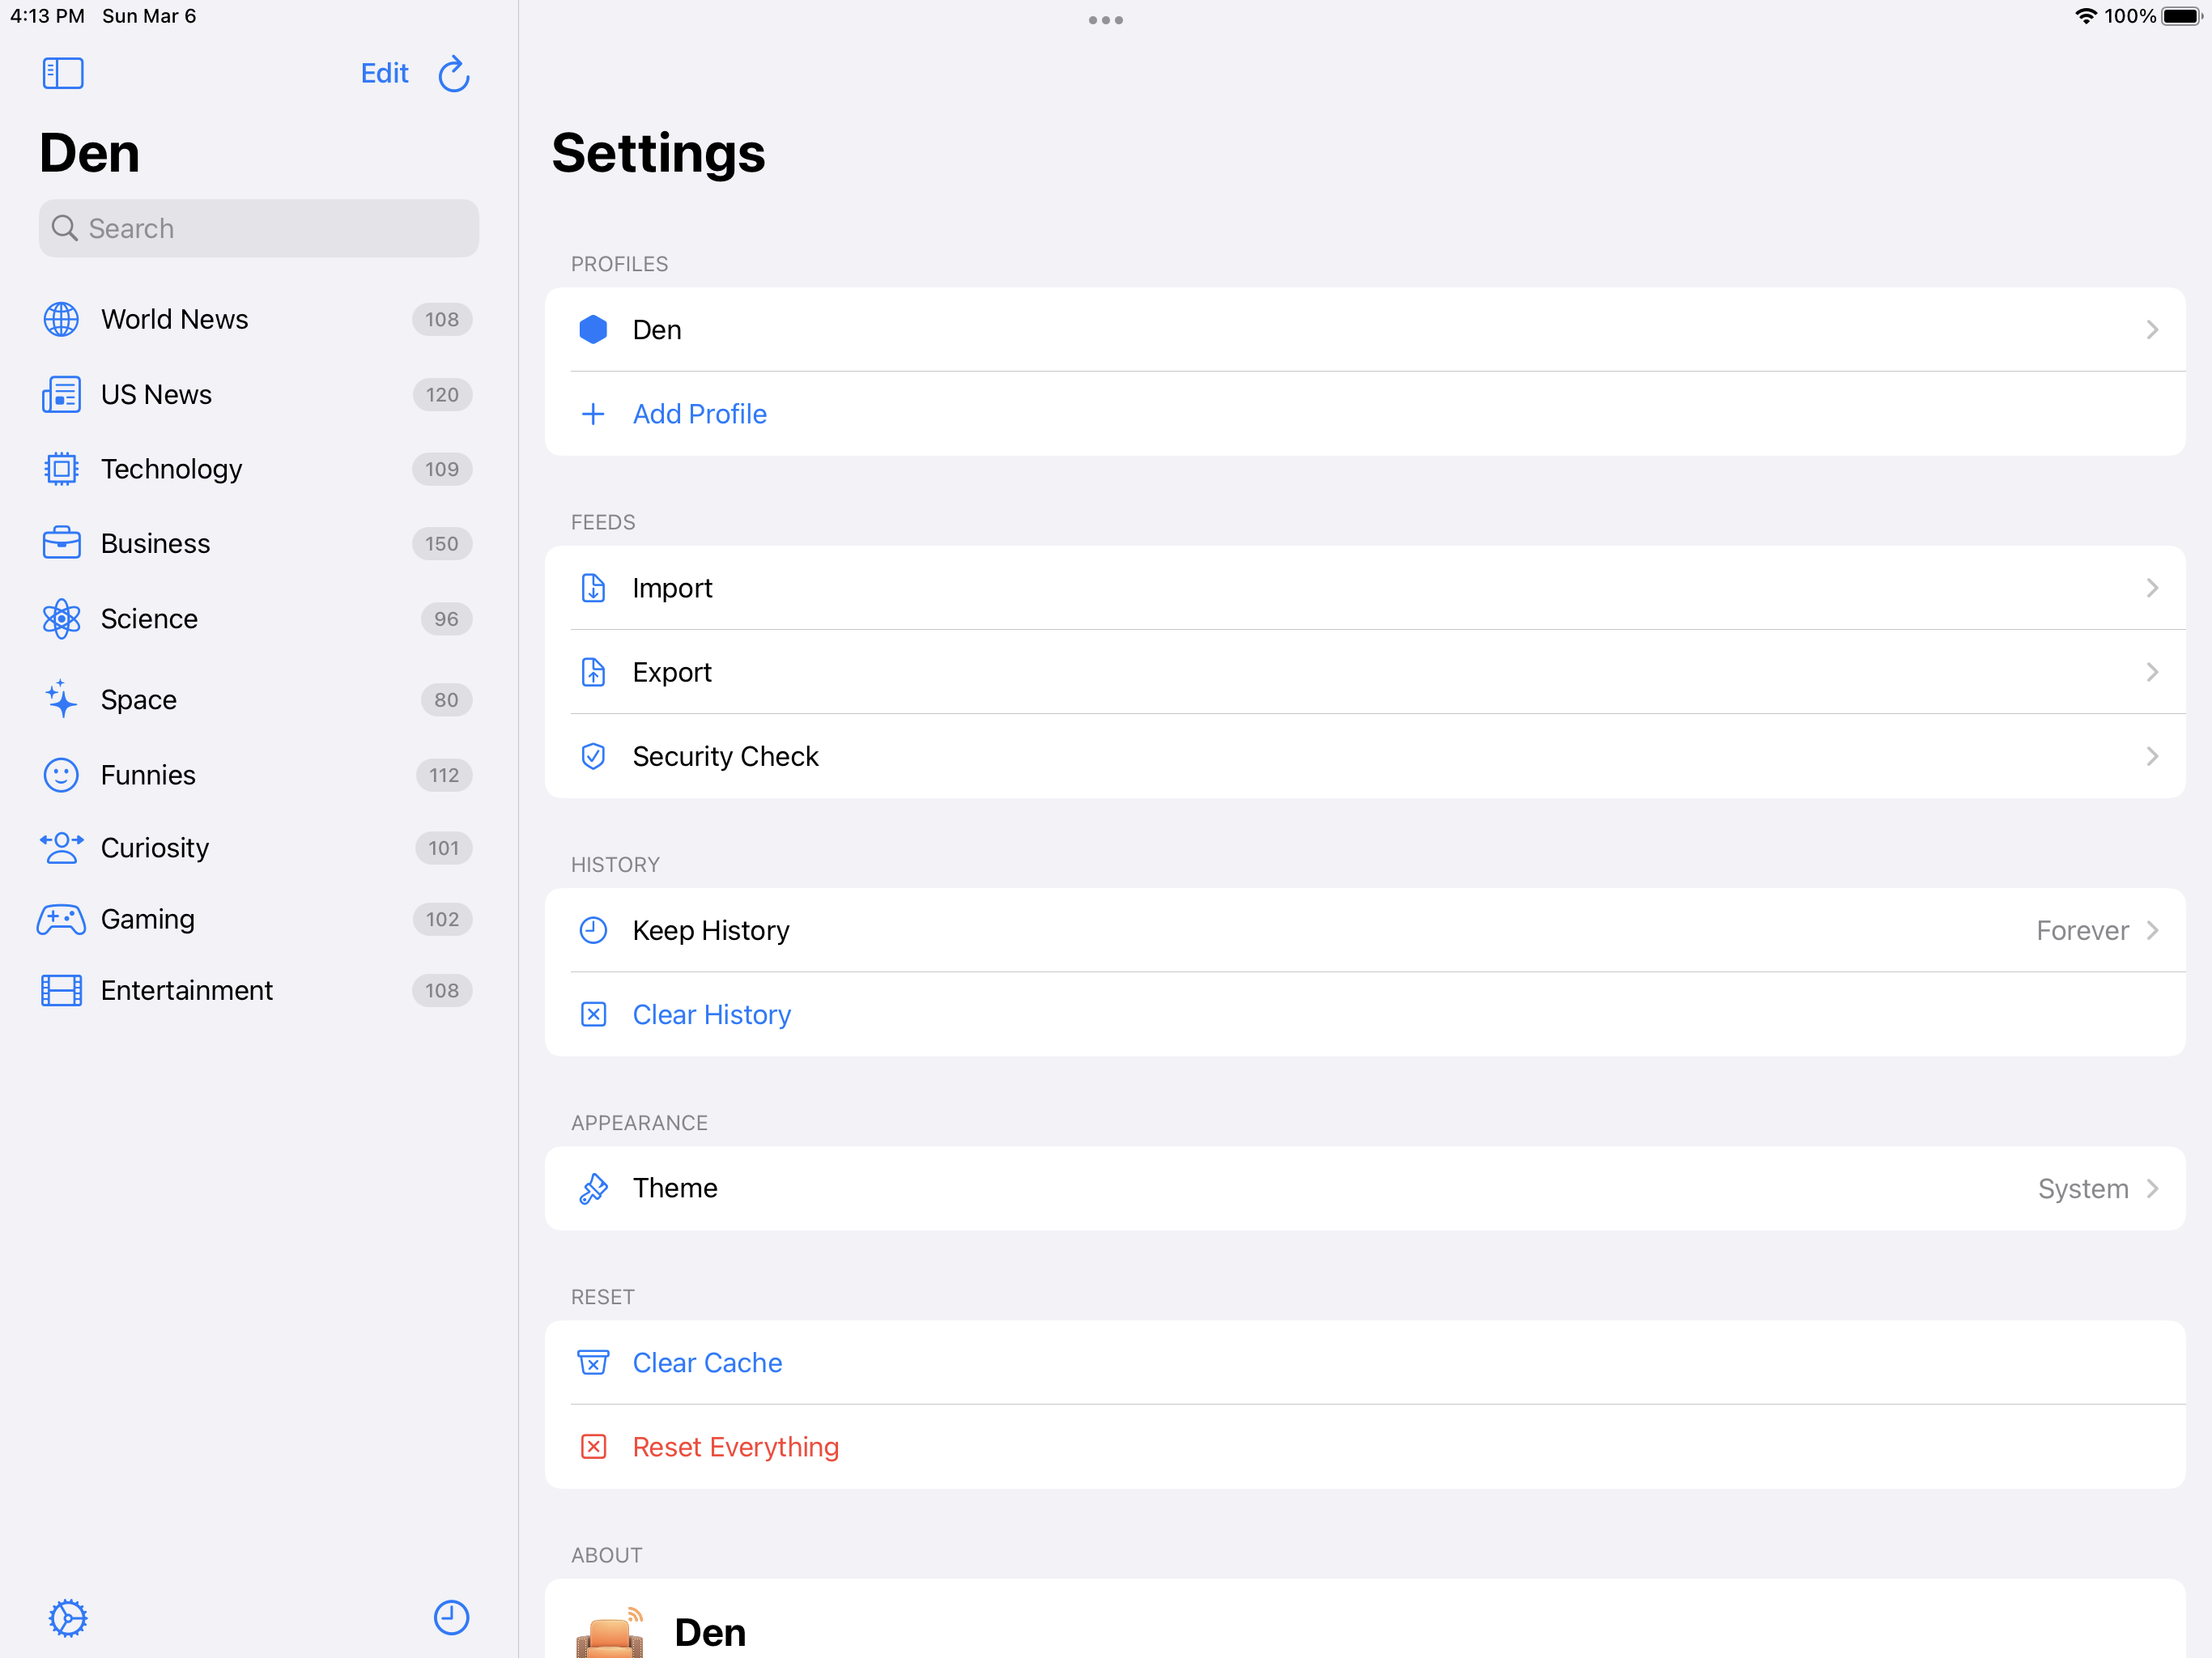 4:13 PM Sun Mar 6
100%
Edit
Den
Search
World News 108
US News 120
Technology 109
Business 150
Science 96
Space 80
Funnies 112
Curiosity 101
Gaming 102
Entertainment 108
Settings
PROFILES
Den
Add Profile
FEEDS
Import
Export
Security Check
HISTORY
Keep History Forever
Clear History
APPEARANCE
Theme System
RESET
Clear Cache
Reset Everything
ABOUT
Den